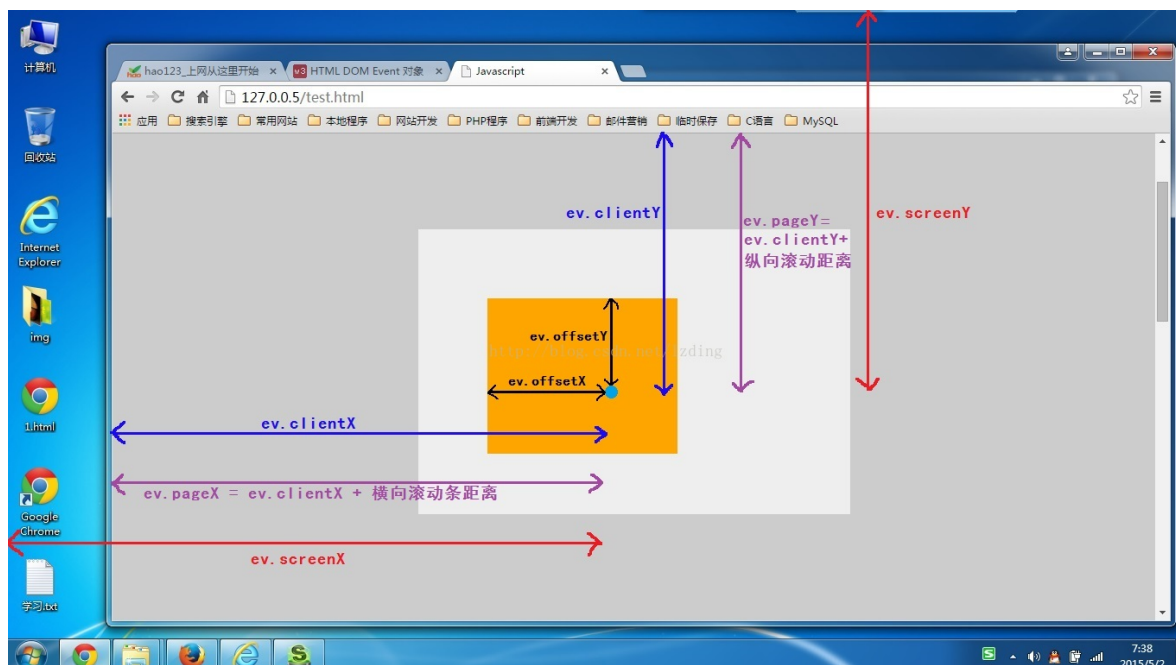 计算机
回收站
Internet
Explorer
img
1.html
Google
Chrome
学习.txt
hao123_上网从这里开始
v3 HTML DOM Event 对象
Javascript
127.0.0.5/test.html
应用 搜索引擎 常用网站 本地程序 网站开发 PHP程序 前端开发 邮件营销 临时保存 C语言 MySQL
ev.clientY
ev.pageY=
ev.clientY+
纵向滚动距离
ev.screenY
ev.offsetY
ev.offsetX
ev.clientX
ev.pageX = ev.clientX + 横向滚动条距离
ev.screenX
7:38
2015/5/2